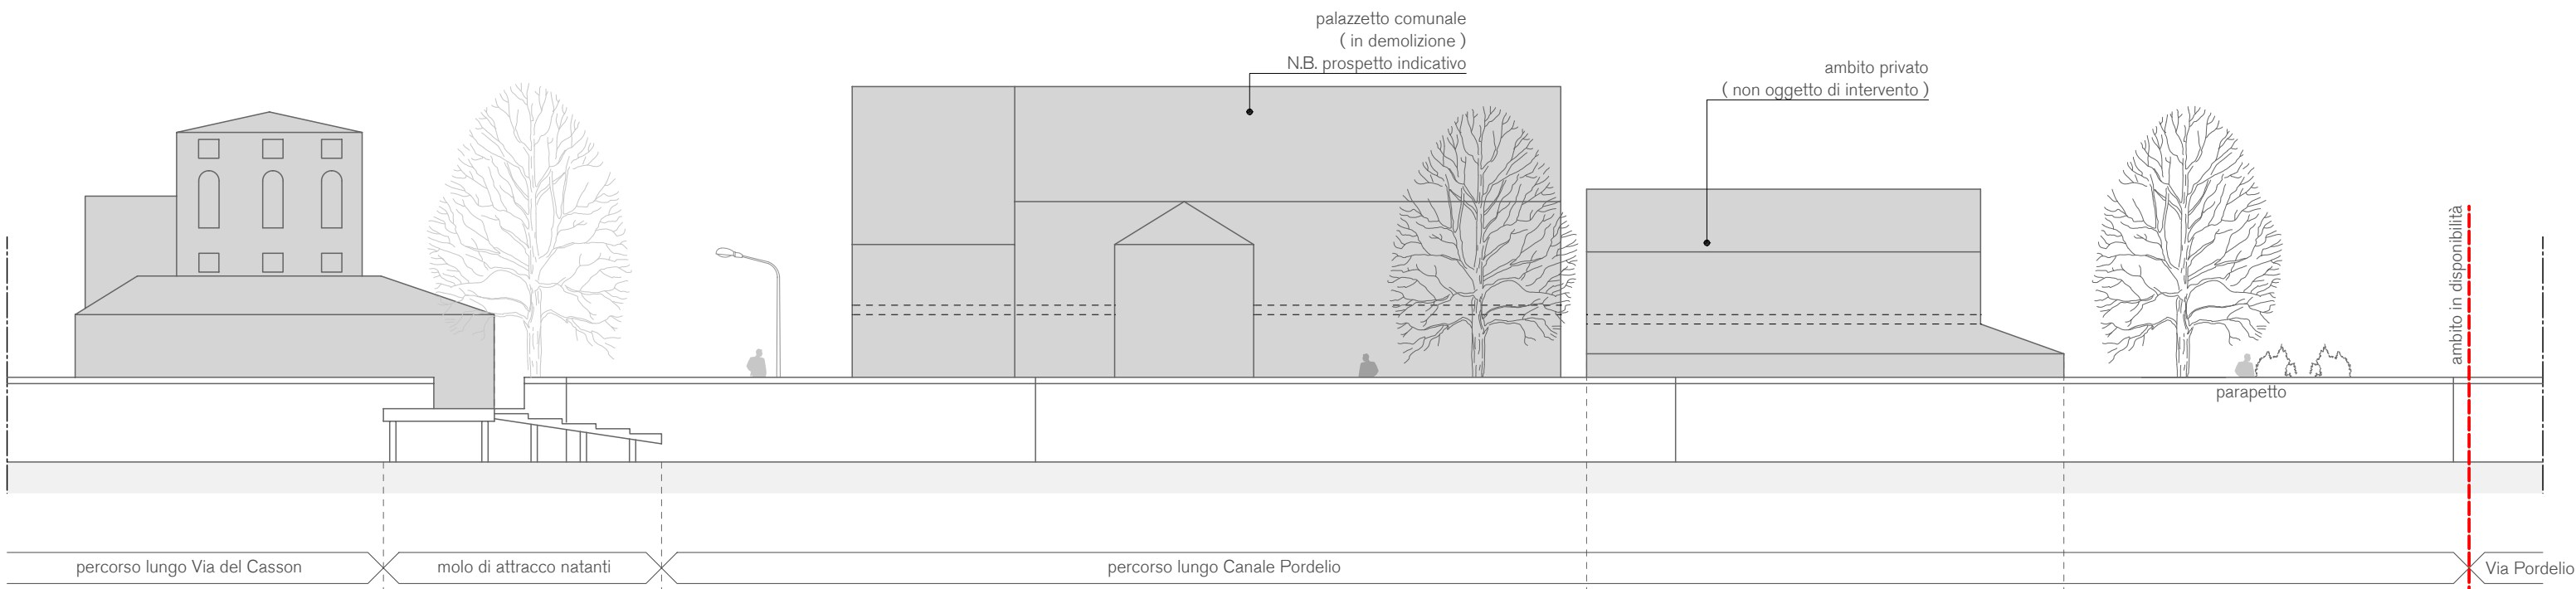 palazzetto comunale
( in demolizione )
N.B. prospetto indicativo
ambito privato
( non oggetto di intervento )
ambito in disponibilità
parapetto
percorso lungo Via del Casson
molo di attracco natanti
percorso lungo Canale Pordelio
Via Pordelio